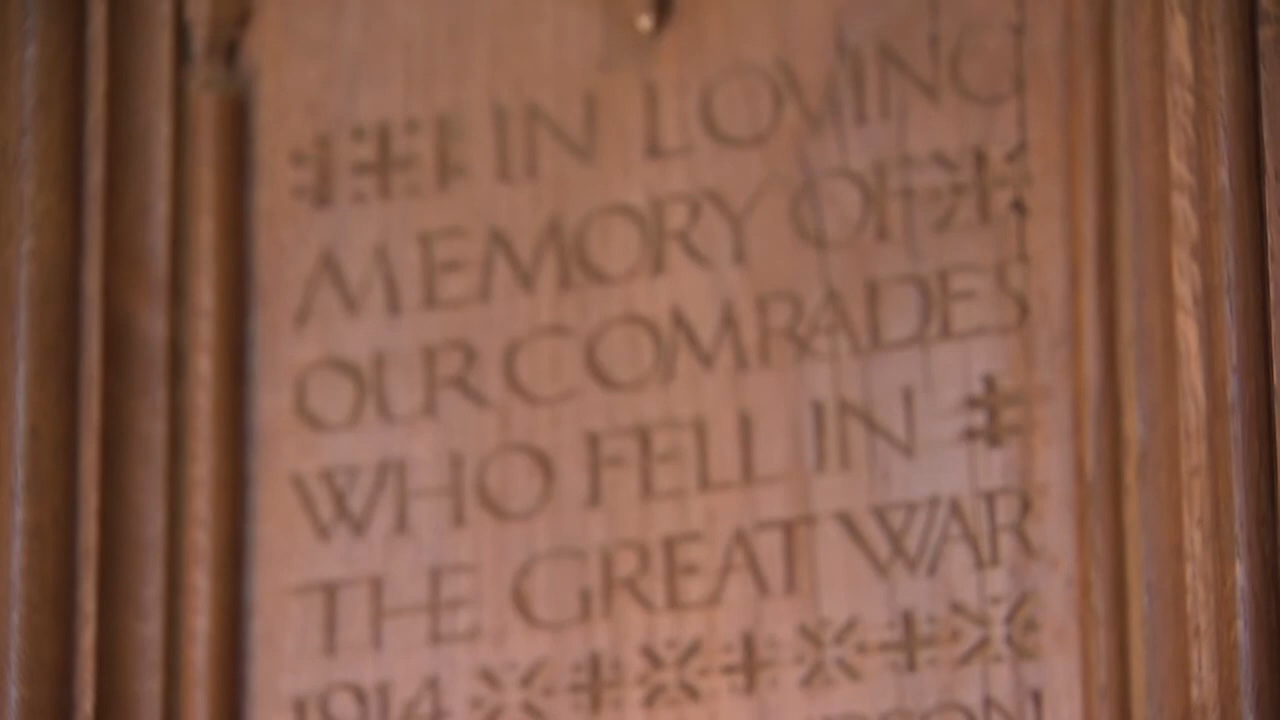 IN LOVING
MEMORY OF
OUR COMRADES
WHO FELL IN
THE GREAT WAR
1914